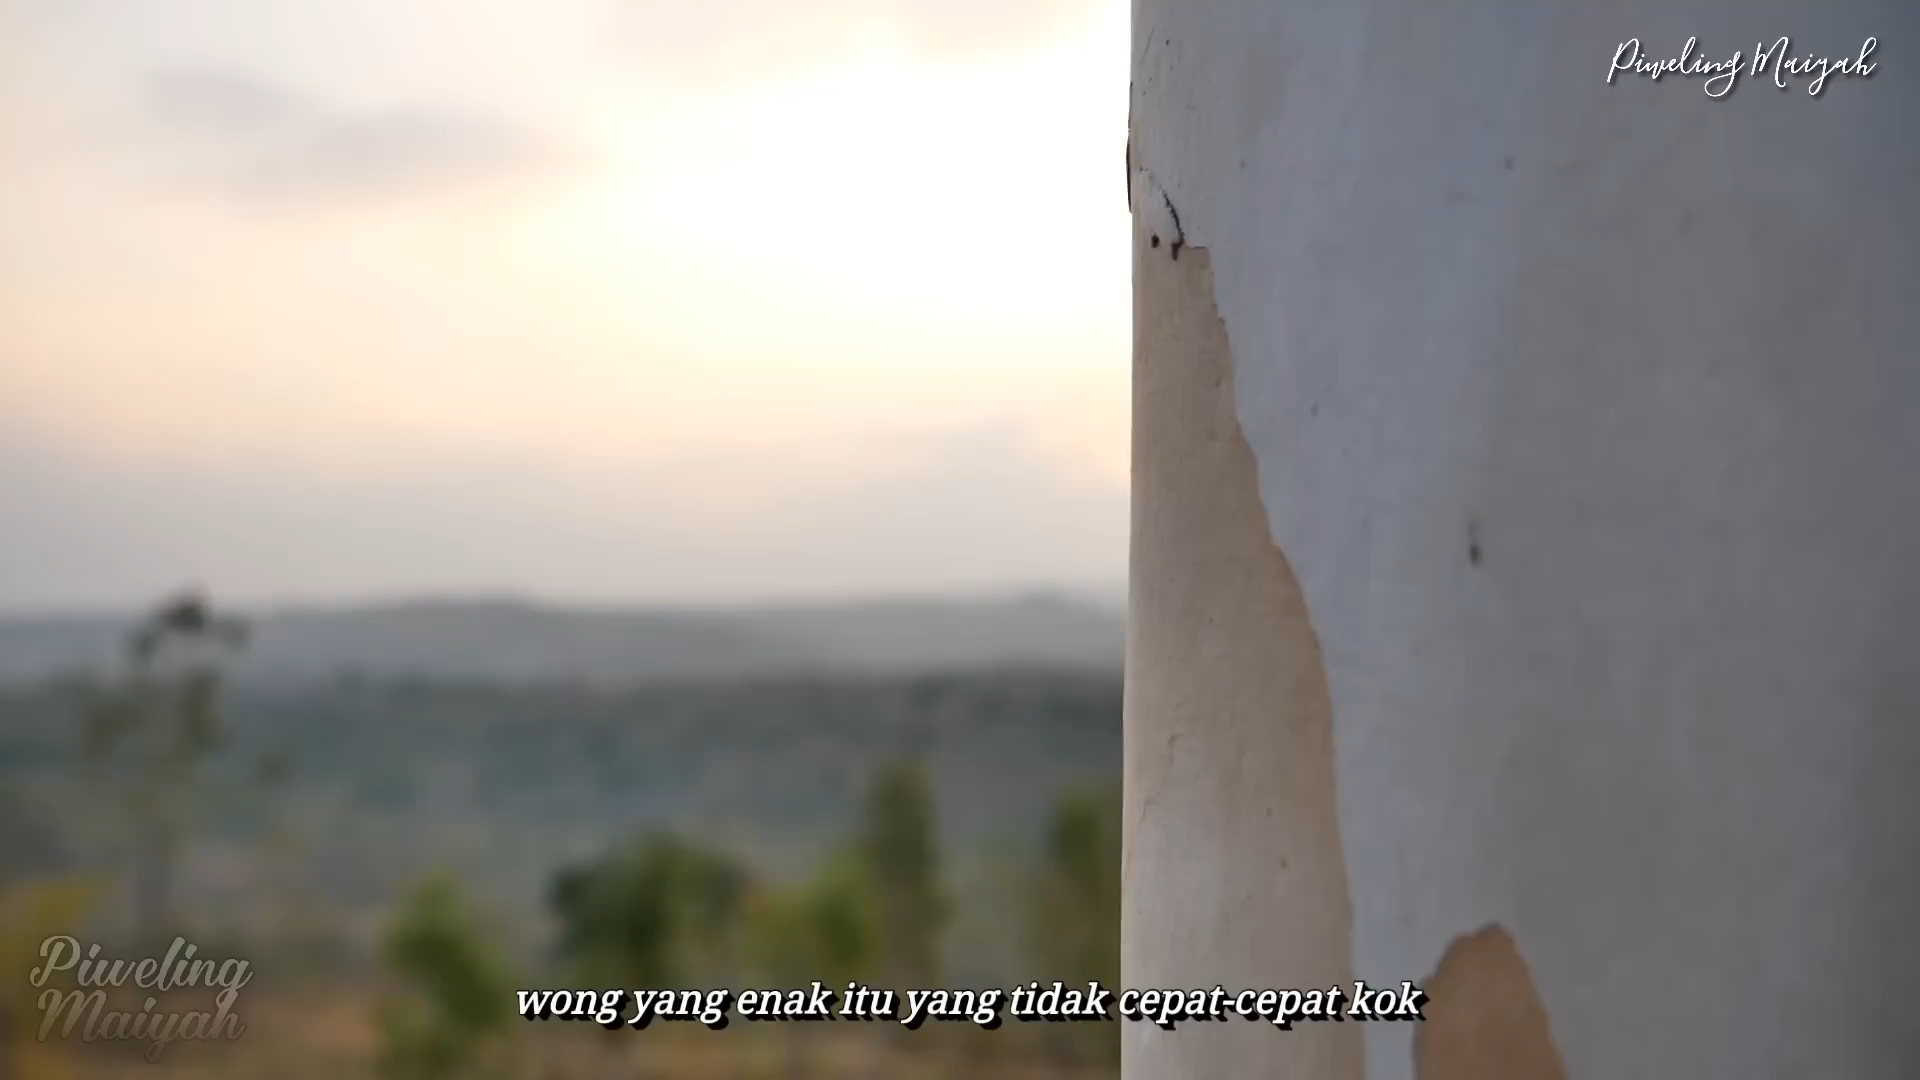 Piweling Maiyah
Piweling
Maiyah
wong yang enak itu yang tidak cepat-cepat kok